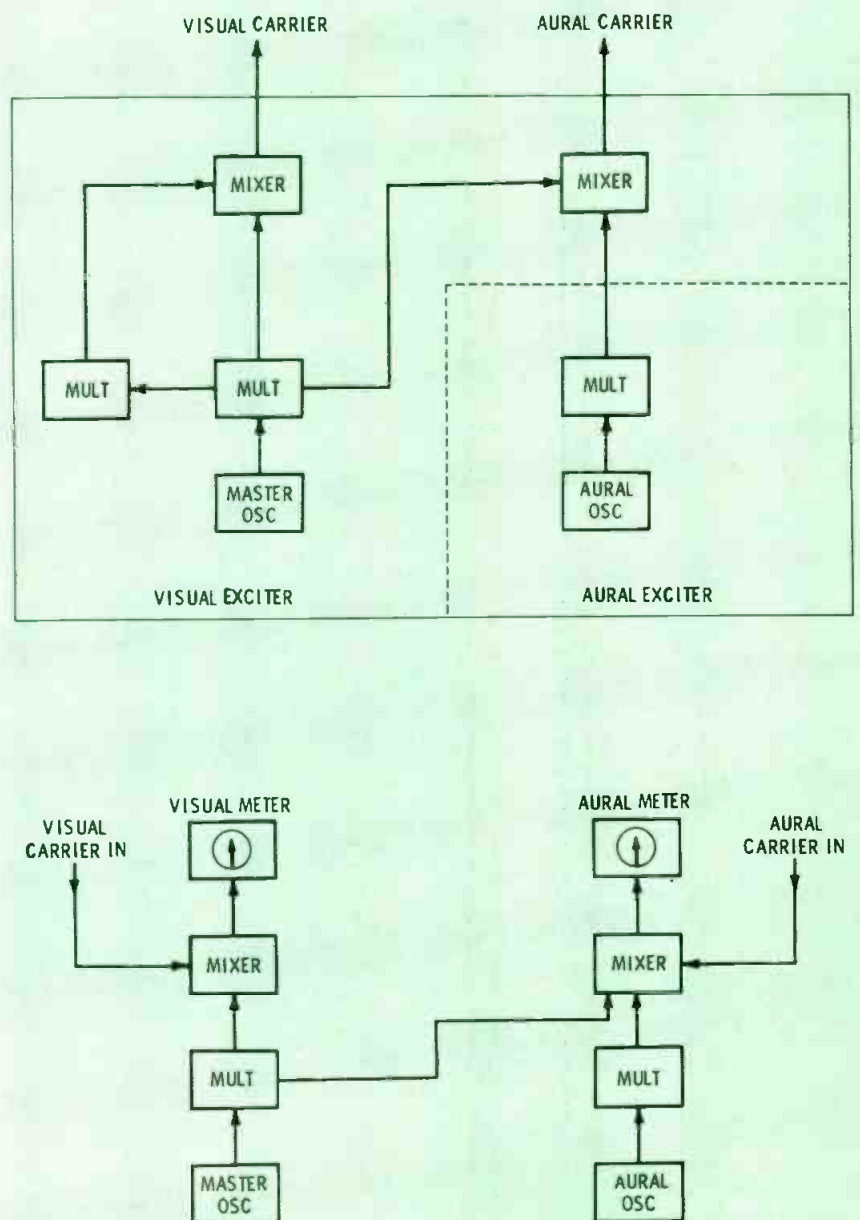 VISUAL CARRIER
AURAL CARRIER
MIXER
MIXER
MULT
MULT
MULT
MASTER
OSC
AURAL
OSC
VISUAL EXCITER
AURAL EXCITER
VISUAL METER
AURAL METER
VISUAL
CARRIER IN
AURAL
CARRIER IN
MIXER
MIXER
MULT
MULT
MASTER
OSC
AURAL
OSC